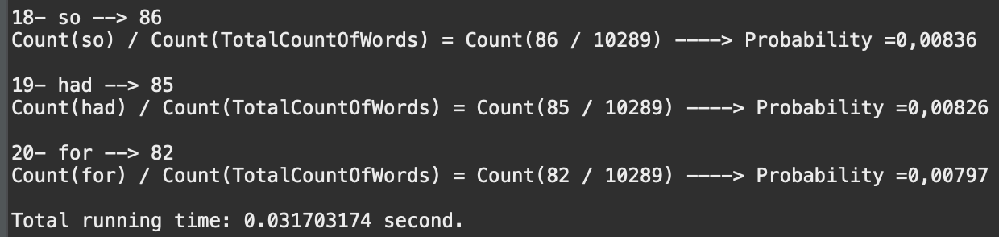 18- so --> 86
Count(so) / Count(TotalCountOfWords) = Count(86 / 10289) ----> Probability =0,00836
19- had --> 85
Count(had) / Count(TotalCountOfWords) = Count(85 / 10289) ----> Probability =0,00826
20- for --> 82
Count(for) / Count(TotalCountOfWords) = Count(82 / 10289) ----> Probability =0,00797
Total running time: 0.031703174 second.